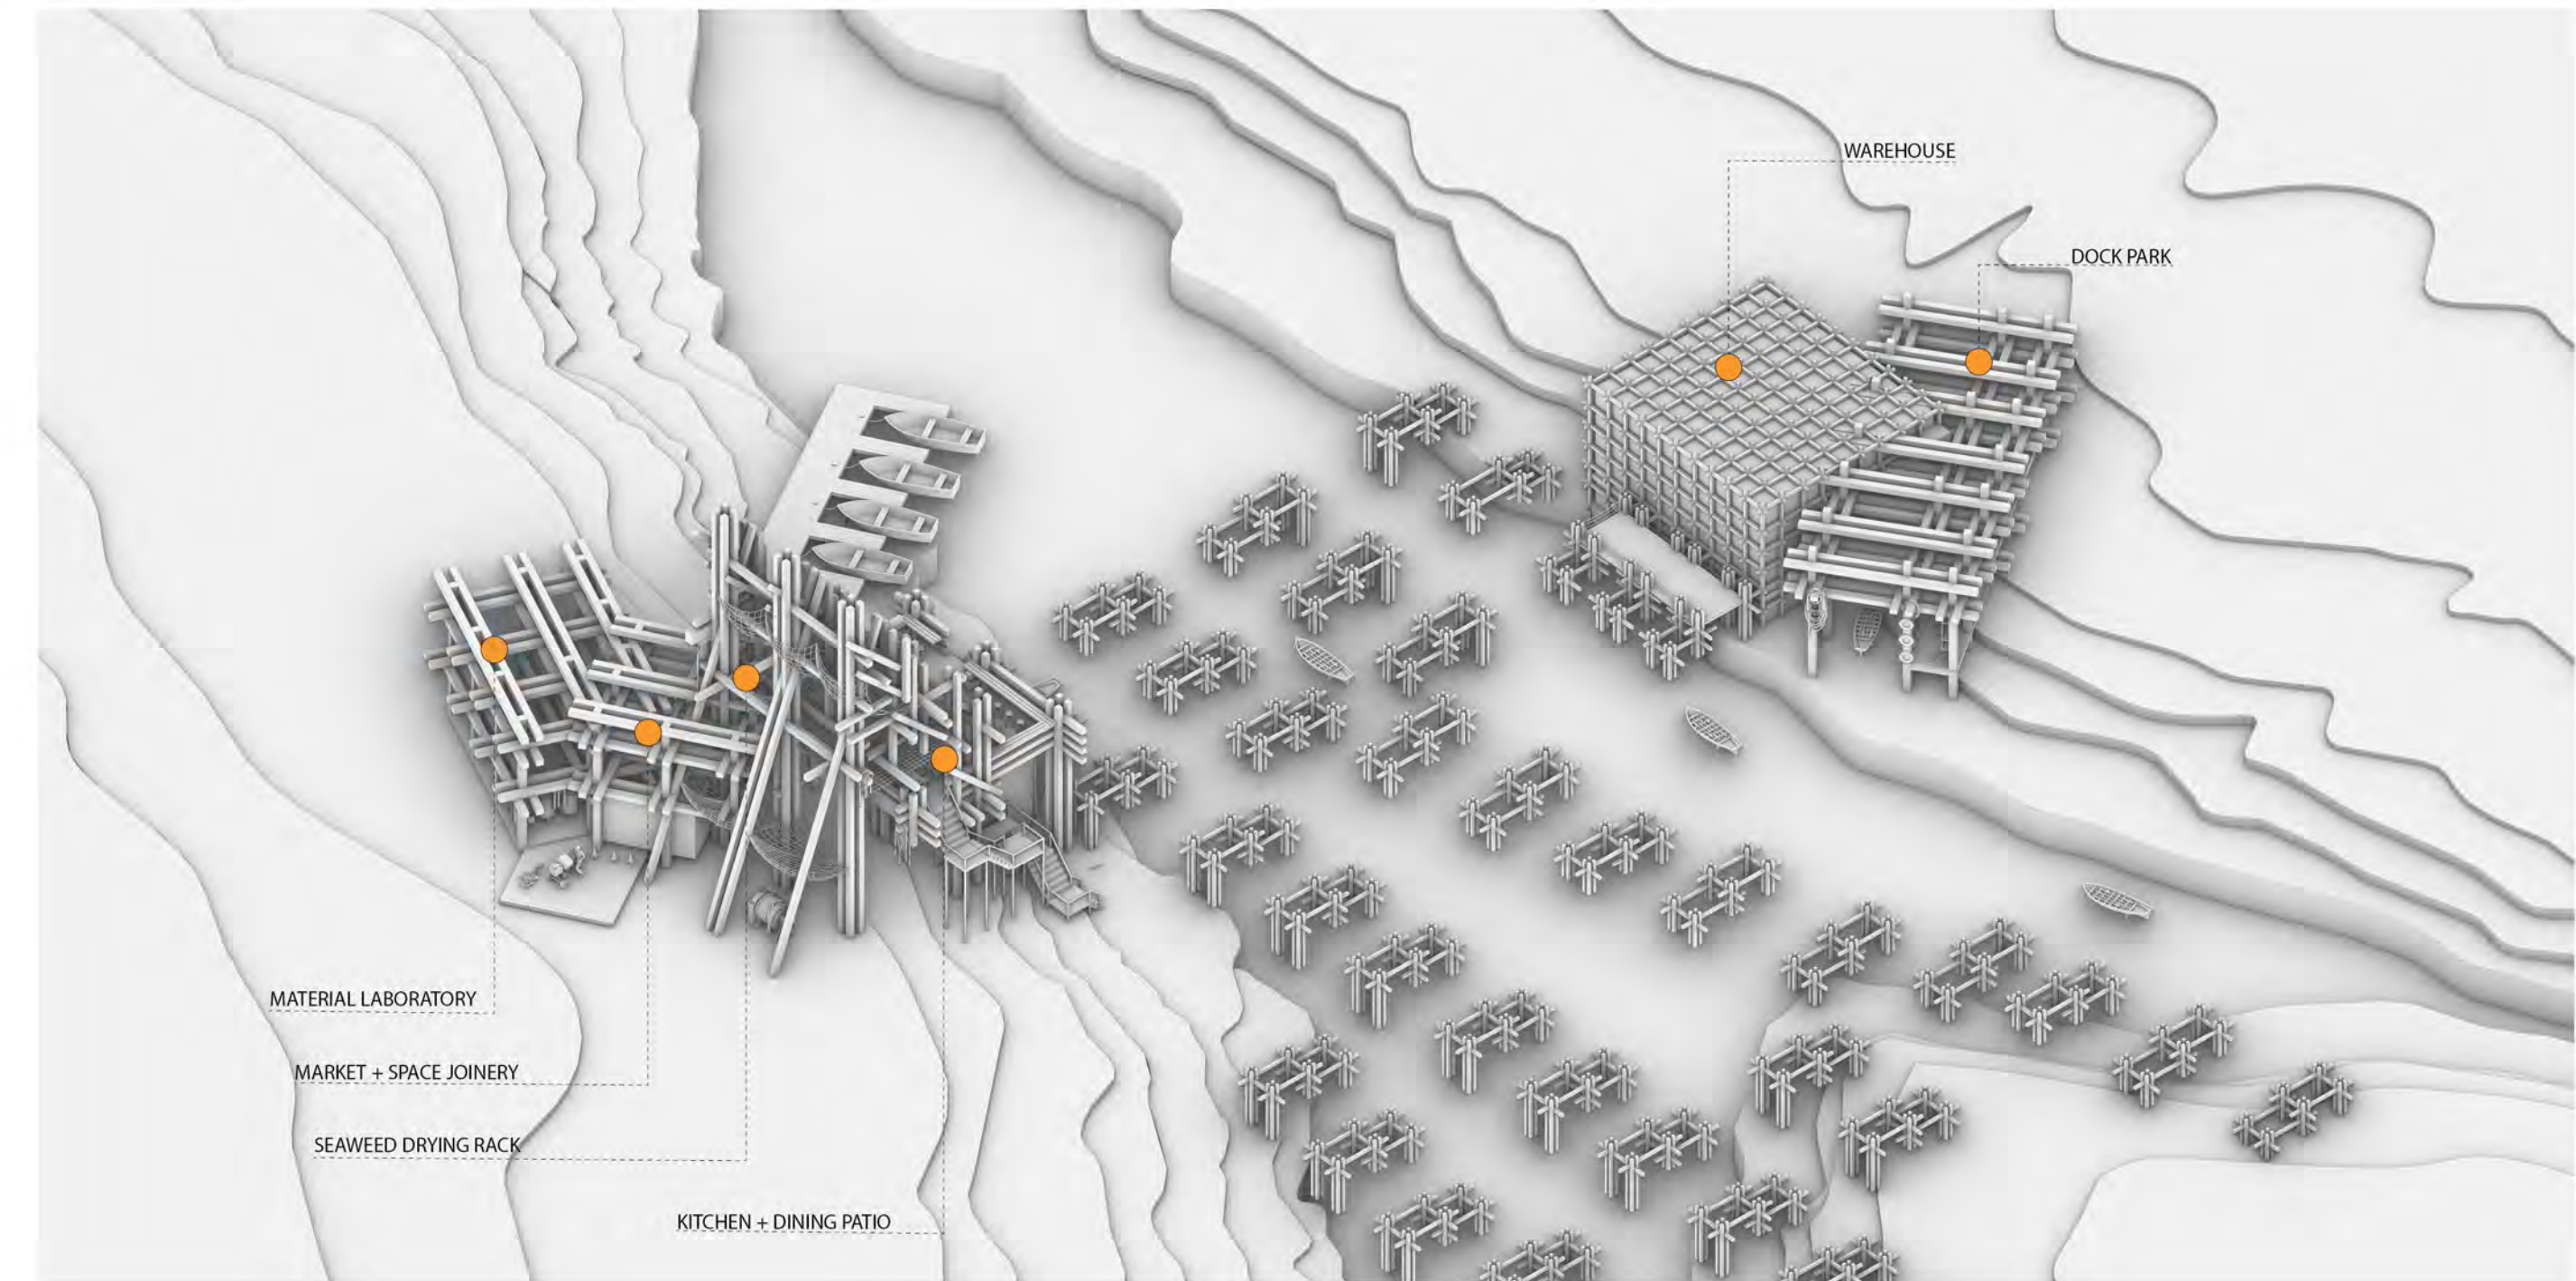 WAREHOUSE
DOCK PARK
MATERIAL LABORATORY
MARKET + SPACE JOINERY
SEAWEED DRYING RACK
KITCHEN + DINING PATIO